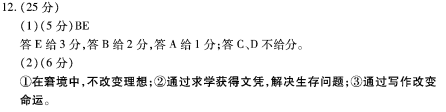 12.(25分)
(1)(5分)BE
答E给3分,答B给2分,答A给1分;答C、D不给分。
(2)(6分)
①在窘境中,不改变理想;②通过求学获得文凭,解决生存问题;③通过写作改变
命运。